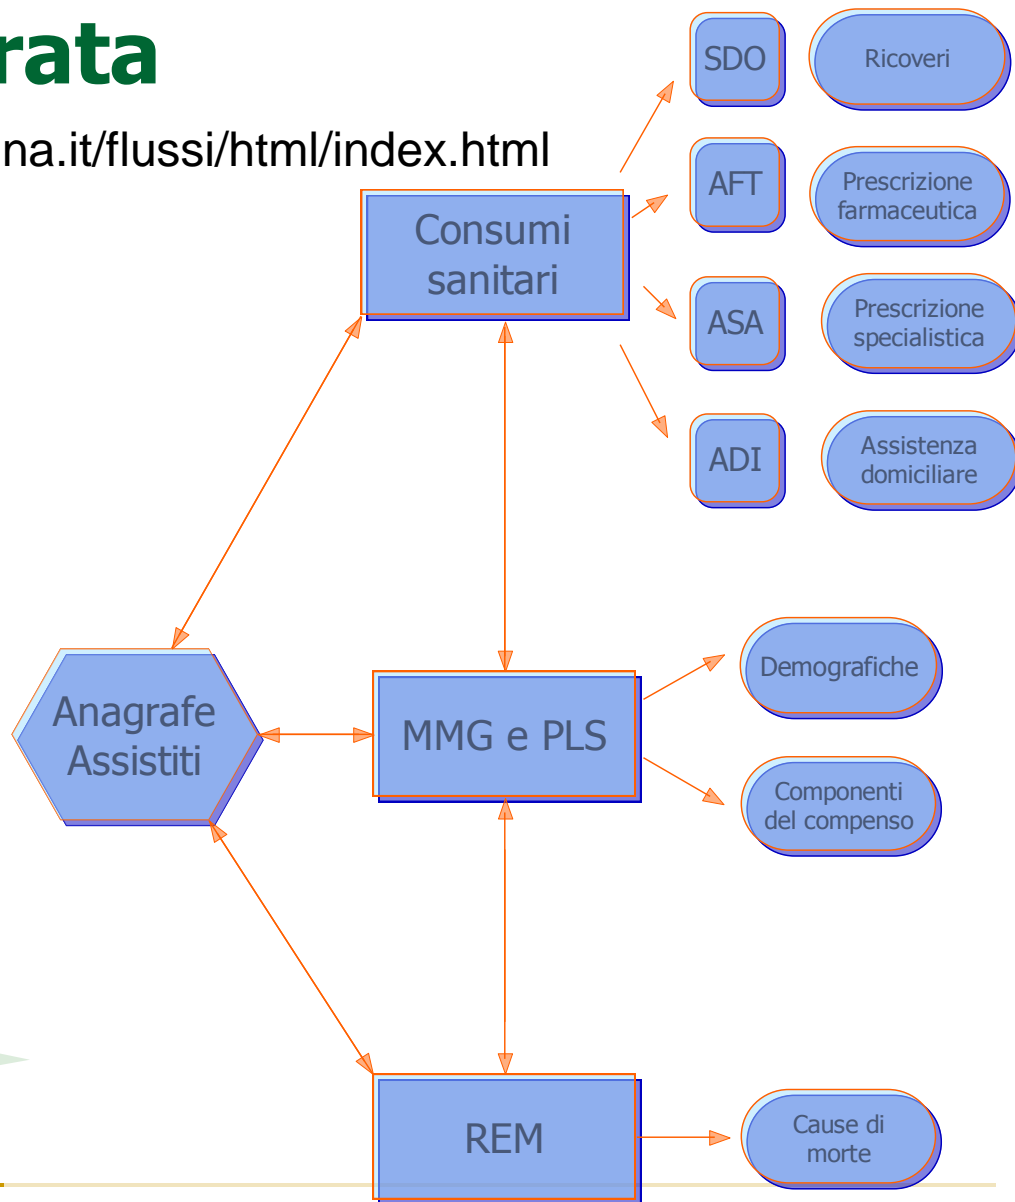 rata
na.it/flussi/html/index.html
SDO
Ricoveri
AFT
Prescrizione
farmaceutica
Consumi
sanitari
ASA
Prescrizione
specialistica
ADI
Assistenza
domiciliare
Anagrafe
Assistiti
MMG e PLS
Demografiche
Componenti
del compenso
REM
Cause di
morte